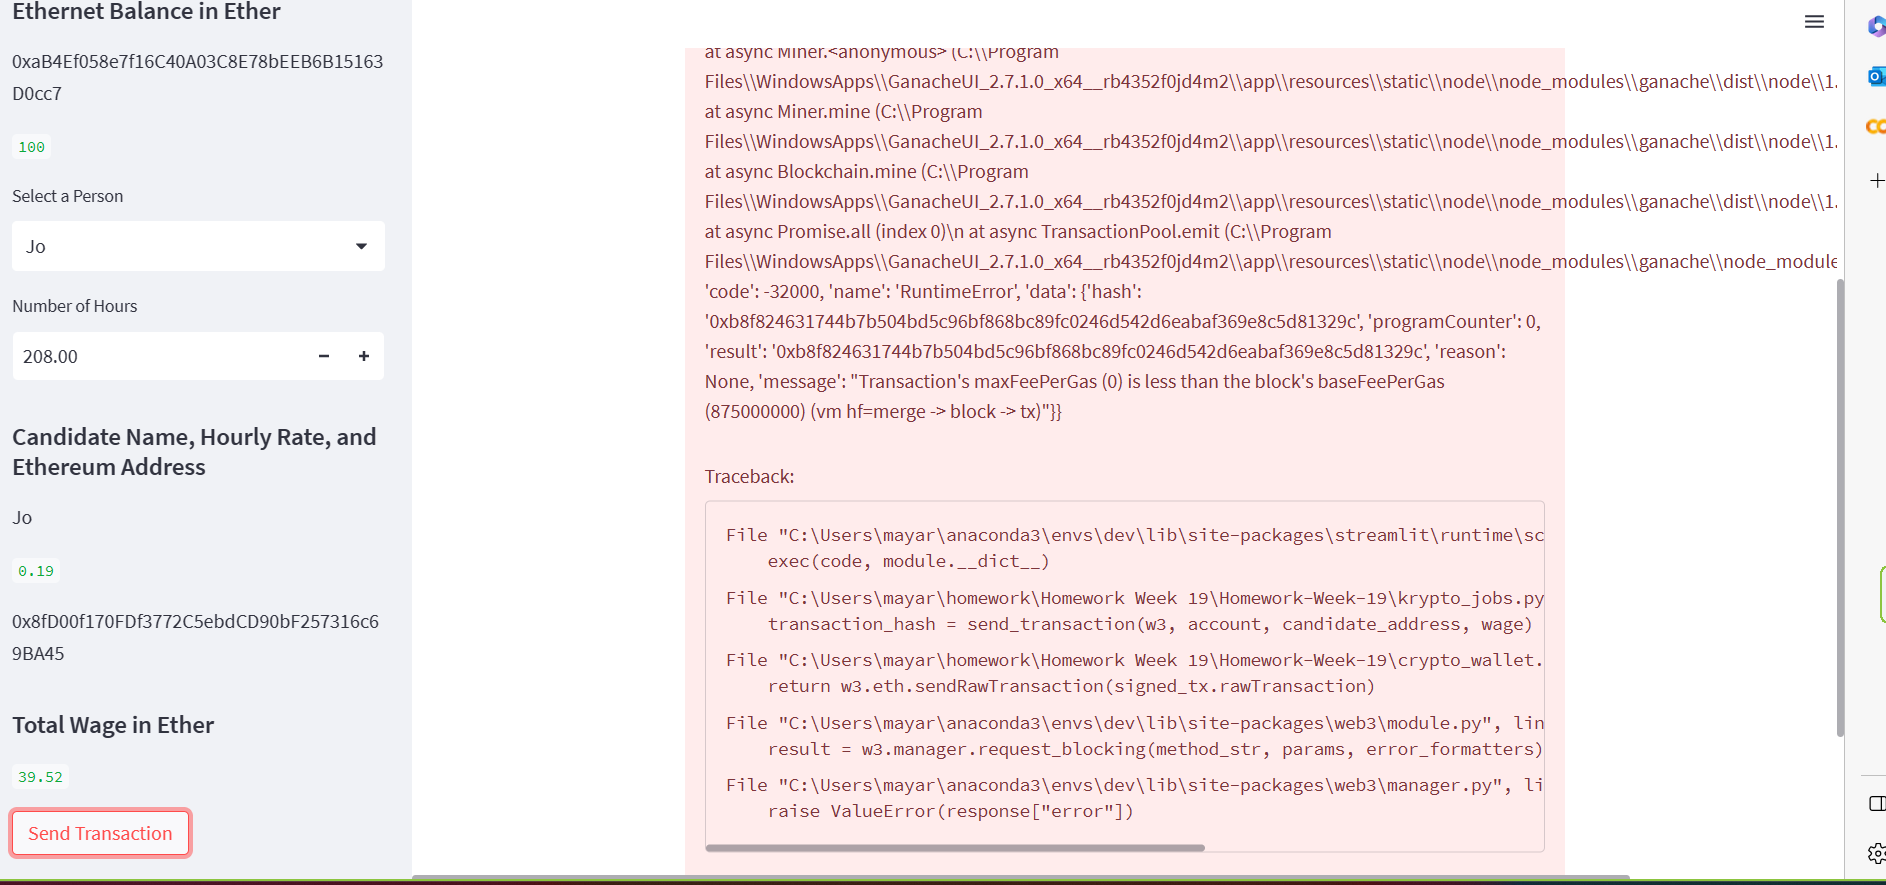 Ethernet Balance in Ether
0xaB4Ef058e7f16C40A03C8E78bEEB6B15163
D0cc7
100
Select a Person
Jo
Number of Hours
208.00
Candidate Name, Hourly Rate, and
Ethereum Address
Jo
0.19
0x8fD00f170FDf3772C5ebdCD90bF257316c6
9BA45
Total Wage in Ether
39.52
Send Transaction
at async Miner.<anonymous> (C:\\Program
Files\\WindowsApps\\GanacheUI_2.7.1.0_x64__rb4352f0jd4m2\\app\\resources\\static\\node\\node_modules\\ganache\\dist\\node\\1.
at async Miner.mine (C:\\Program
Files\\WindowsApps\\GanacheUI_2.7.1.0_x64__rb4352f0jd4m2\\app\\resources\\static\\node\\node_modules\\ganache\\dist\\node\\1.
at async Blockchain.mine (C:\\Program
Files\\WindowsApps\\GanacheUI_2.7.1.0_x64__rb4352f0jd4m2\\app\\resources\\static\\node\\node_modules\\ganache\\dist\\node\\1.
at async Promise.all (index 0)\n at async TransactionPool.emit (C:\\Program
Files\\WindowsApps\\GanacheUI_2.7.1.0_x64__rb4352f0jd4m2\\app\\resources\\static\\node\\node_modules\\ganache\\node_module
'code': -32000, 'name': 'RuntimeError', 'data': {'hash':
'0xb8f824631744b7b504bd5c96bf868bc89fc0246d542d6eabaf369e8c5d81329c', 'programCounter': 0,
'result': '0xb8f824631744b7b504bd5c96bf868bc89fc0246d542d6eabaf369e8c5d81329c', 'reason':
None, 'message': "Transaction's maxFeePerGas (0) is less than the block's baseFeePerGas
(875000000) (vm hf=merge -> block -> tx)"}}
Traceback:
File "C:\Users\mayar\anaconda3\envs\dev\lib\site-packages\streamlit\runtime\sc
exec(code, module.__dict__)
File "C:\Users\mayar\homework\Homework Week 19\Homework-Week-19\krypto_jobs.py
transaction_hash = send_transaction(w3, account, candidate_address, wage)
File "C:\Users\mayar\homework\Homework Week 19\Homework-Week-19\crypto_wallet.
return w3.eth.sendRawTransaction(signed_tx.rawTransaction)
File "C:\Users\mayar\anaconda3\envs\dev\lib\site-packages\web3\module.py", lin
result = w3.manager.request_blocking(method_str, params, error_formatters)
File "C:\Users\mayar\anaconda3\envs\dev\lib\site-packages\web3\manager.py", li
raise ValueError(response["error"])